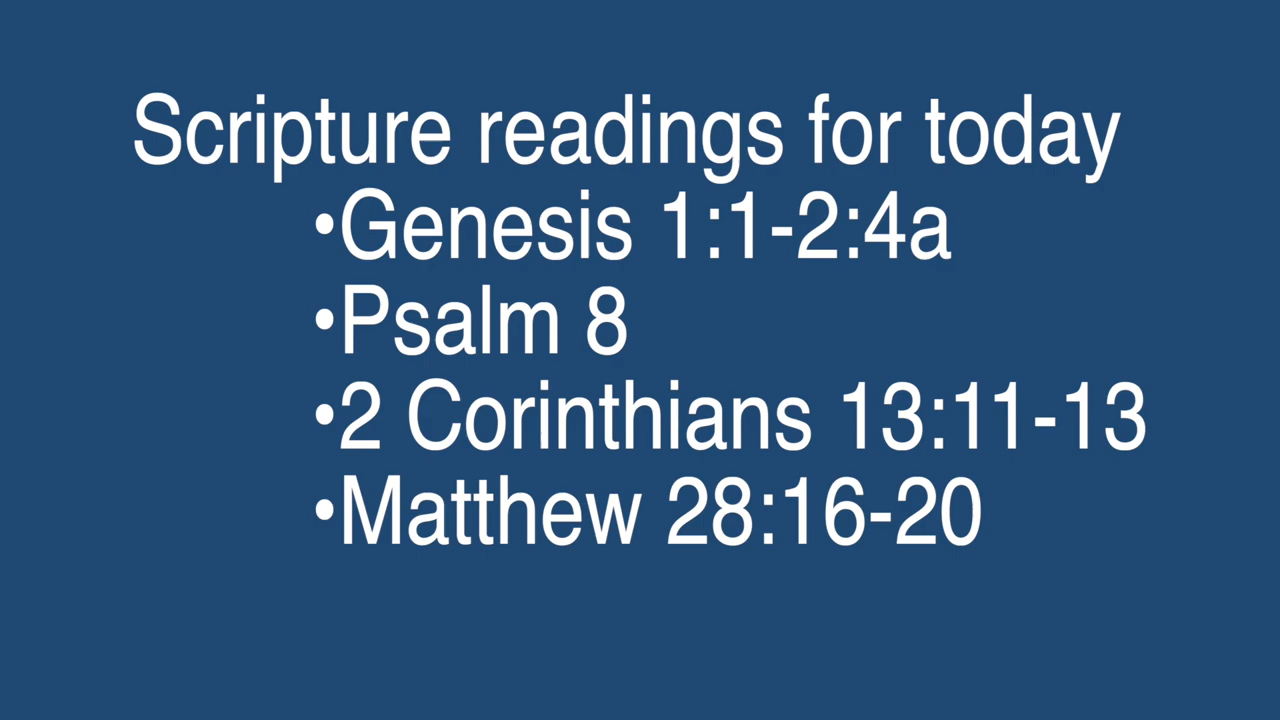 Scripture readings for today
•Genesis 1:1-2:4a
•Psalm 8
•2 Corinthians 13:11-13
•Matthew 28:16-20